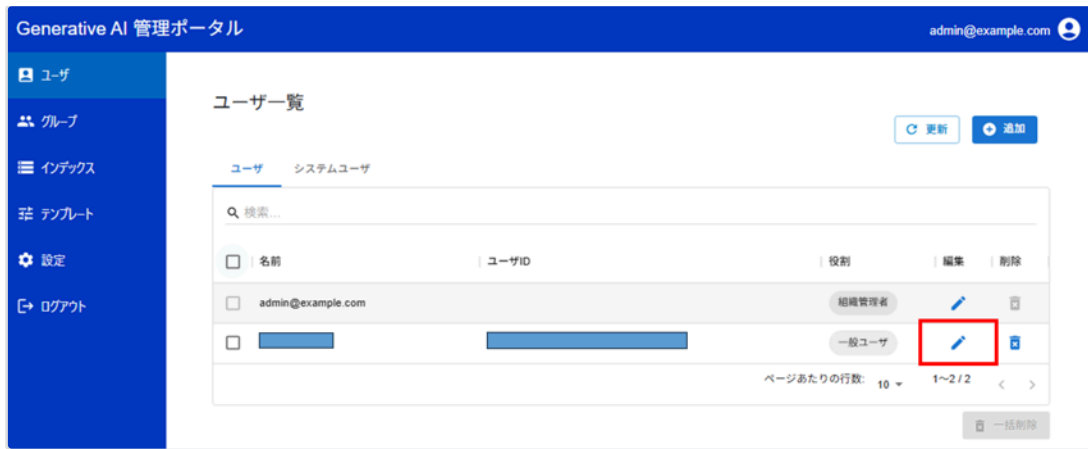 Generative AI 管理ポータル
admin@example.com
ユーザ
グループ
インデックス
テンプレート
設定
ログアウト
ユーザ一覧
更新
追加
ユーザ システムユーザ
検索...
名前 ユーザID 役割 編集 削除
admin@example.com 組織管理者
一般ユーザ
ページあたりの行数: 10 1~2 / 2
一括削除